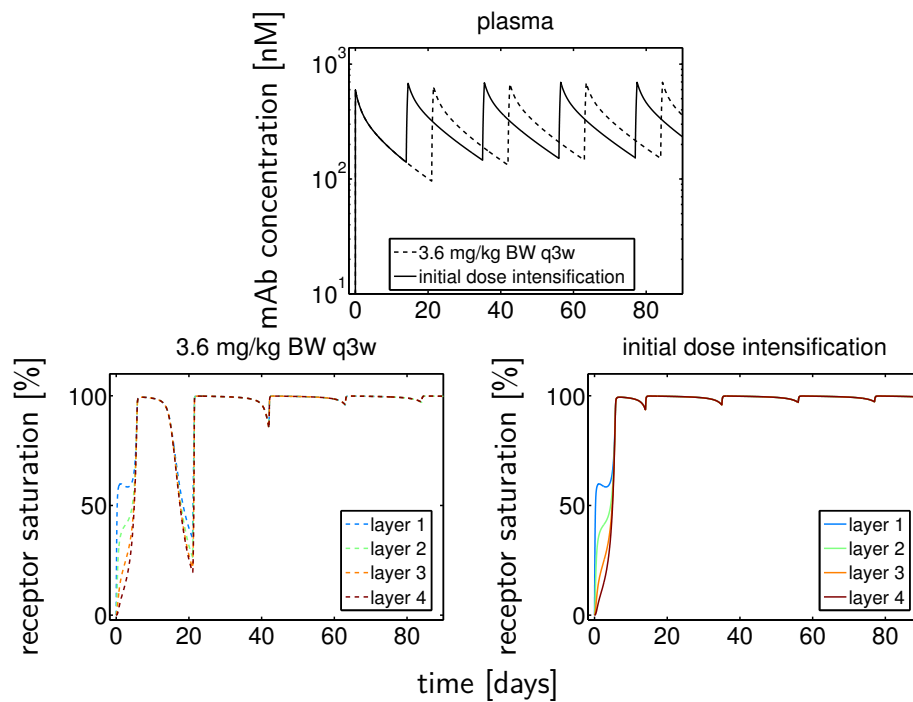 plasma
mAb concentration [nM]
10³
10²
10¹
3.6 mg/kg BW q3w
initial dose intensification
0 20 40 60 80
3.6 mg/kg BW q3w
receptor saturation [%]
100
50
0
layer 1
layer 2
layer 3
layer 4
0 20 40 60 80
initial dose intensification
receptor saturation [%]
100
50
0
layer 1
layer 2
layer 3
layer 4
0 20 40 60 80
time [days]